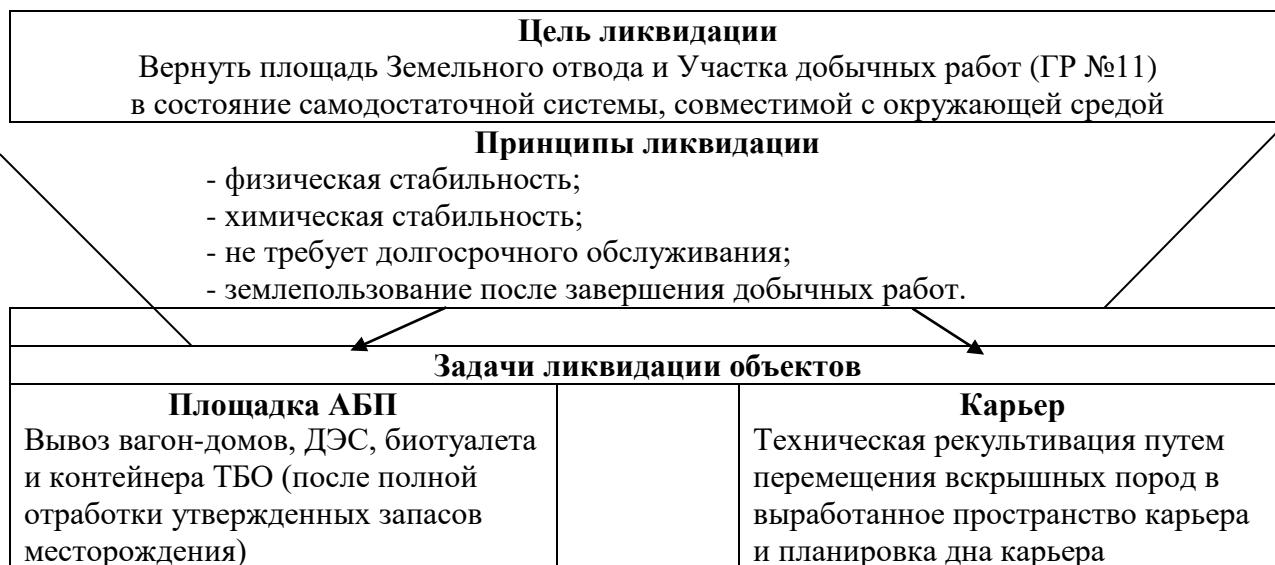 Цель ликвидации
Вернуть площадь Земельного отвода и Участка добычных работ (ГР №11)
в состояние самодостаточной системы, совместимой с окружающей средой
Принципы ликвидации
- физическая стабильность;
- химическая стабильность;
- не требует долгосрочного обслуживания;
- землепользование после завершения добычных работ.
Задачи ликвидации объектов
Площадка АБП
Вывоз вагон-домов, ДЭС, биотуалета
и контейнера ТБО (после полной
отработки утвержденных запасов
месторождения)
Карьер
Техническая рекультивация путем
перемещения вскрышных пород в
выработанное пространство карьера
и планировка дна карьера